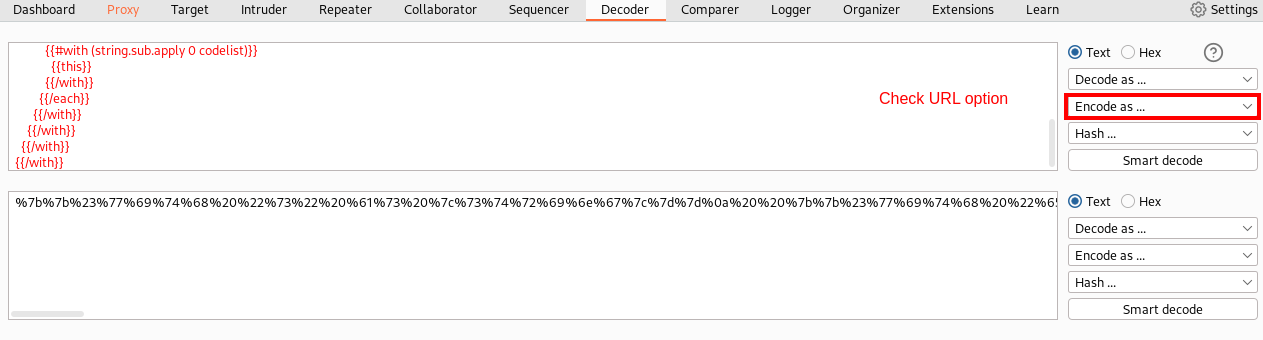 Dashboard Proxy Target Intruder Repeater Collaborator Sequencer Decoder Comparer Logger Organizer Extensions Learn Settings
{{#with (string.sub.apply 0 codelist)}}
{{this}}
{{/with}}
{{/each}}
{{/with}}
{{/with}}
{{/with}}
{{/with}}
Check URL option
Text Hex ?
Decode as ...
Encode as ...
Hash ...
Smart decode
%7b%7b%23%77%69%74%68%20%22%73%22%20%61%73%20%7c%73%74%72%69%6e%67%7c%7d%7d%0a%20%20%7b%7b%23%77%69%74%68%20%22%65
Text Hex
Decode as ...
Encode as ...
Hash ...
Smart decode